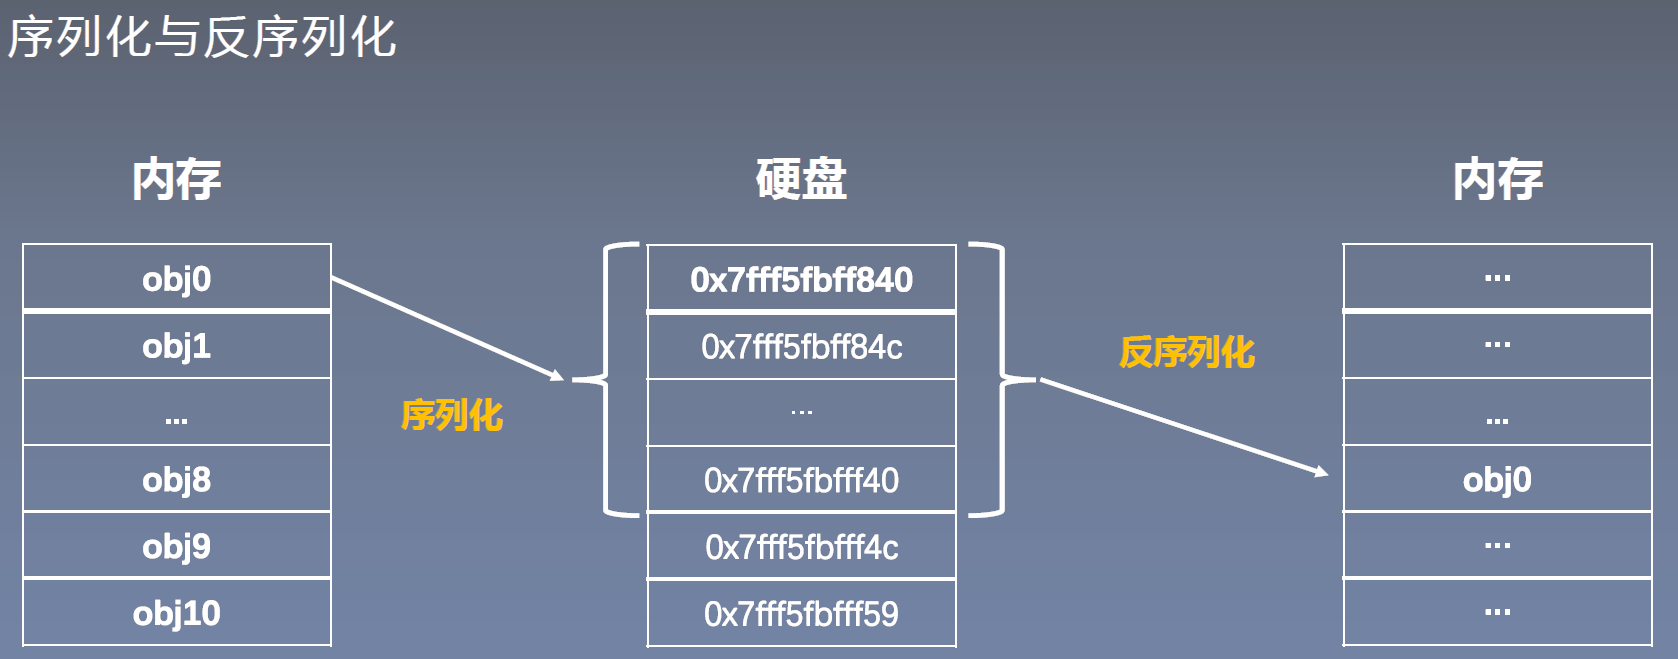 序列化与反序列化
内存
硬盘
内存
obj0
obj1
...
obj8
obj9
obj10
序列化
0x7fff5fbff840
0x7fff5fbff84c
...
0x7fff5fbfff40
0x7fff5fbfff4c
0x7fff5fbfff59
反序列化
...
...
...
obj0
...
...